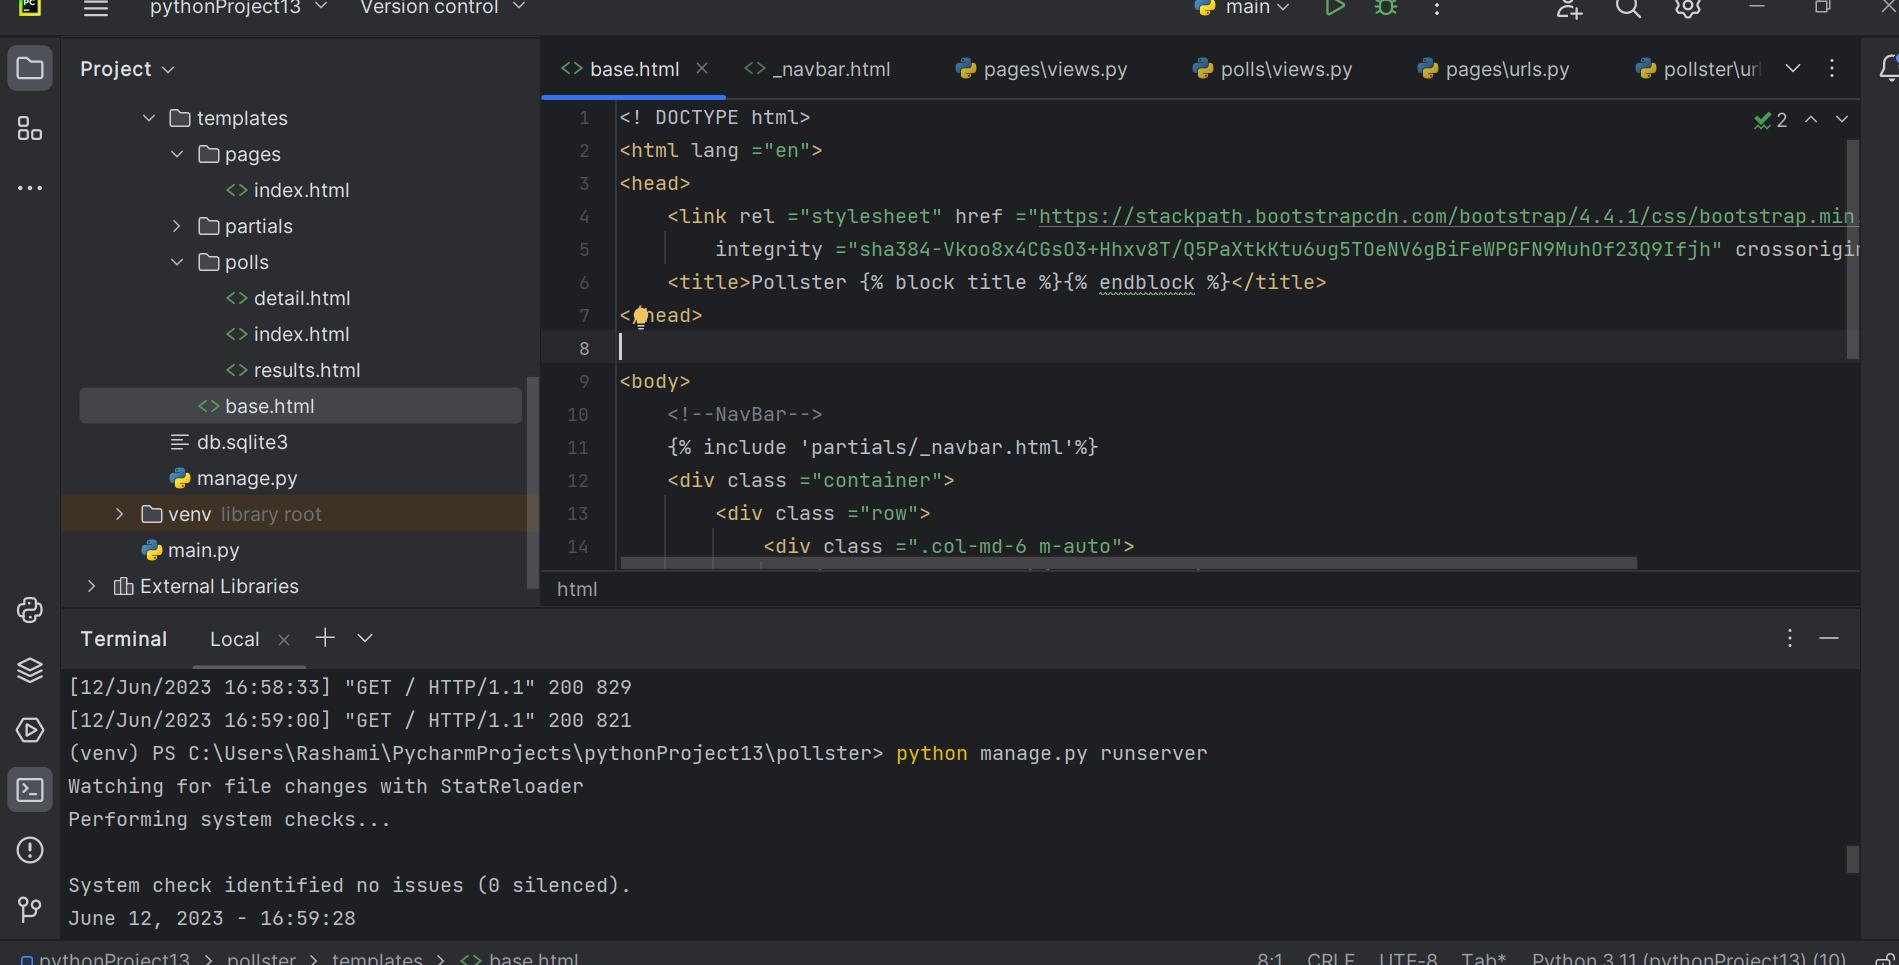 PC pythonProject13 Version control main
Project
templates
pages
index.html
partials
polls
detail.html
index.html
results.html
base.html
db.sqlite3
manage.py
venv library root
main.py
External Libraries
base.html _navbar.html pages\views.py polls\views.py pages\urls.py pollster\url
2
1 <! DOCTYPE html>
2 <html lang ="en">
3 <head>
4 <link rel ="stylesheet" href ="https://stackpath.bootstrapcdn.com/bootstrap/4.4.1/css/bootstrap.min.
5 integrity ="sha384-Vkoo8x4CGsO3+Hhxv8T/Q5PaXtkKtu6ug5TOeNV6gBiFeWPGFN9MuhOf23Q9Ifjh" crossorigin
6 <title>Pollster {% block title %}{% endblock %}</title>
7 </head>
8
9 <body>
10 <!--NavBar-->
11 {% include 'partials/_navbar.html'%}
12 <div class ="container">
13 <div class ="row">
14 <div class =".col-md-6 m-auto">
html
Terminal Local
[12/Jun/2023 16:58:33] "GET / HTTP/1.1" 200 829
[12/Jun/2023 16:59:00] "GET / HTTP/1.1" 200 821
(venv) PS C:\Users\Rashami\PycharmProjects\pythonProject13\pollster> python manage.py runserver
Watching for file changes with StatReloader
Performing system checks...
System check identified no issues (0 silenced).
June 12, 2023 - 16:59:28
pythonProject13 > pollster > templates > base.html 8:1 CRLF UTF-8 Tab* Python 3.11 (pythonProject13) (10)